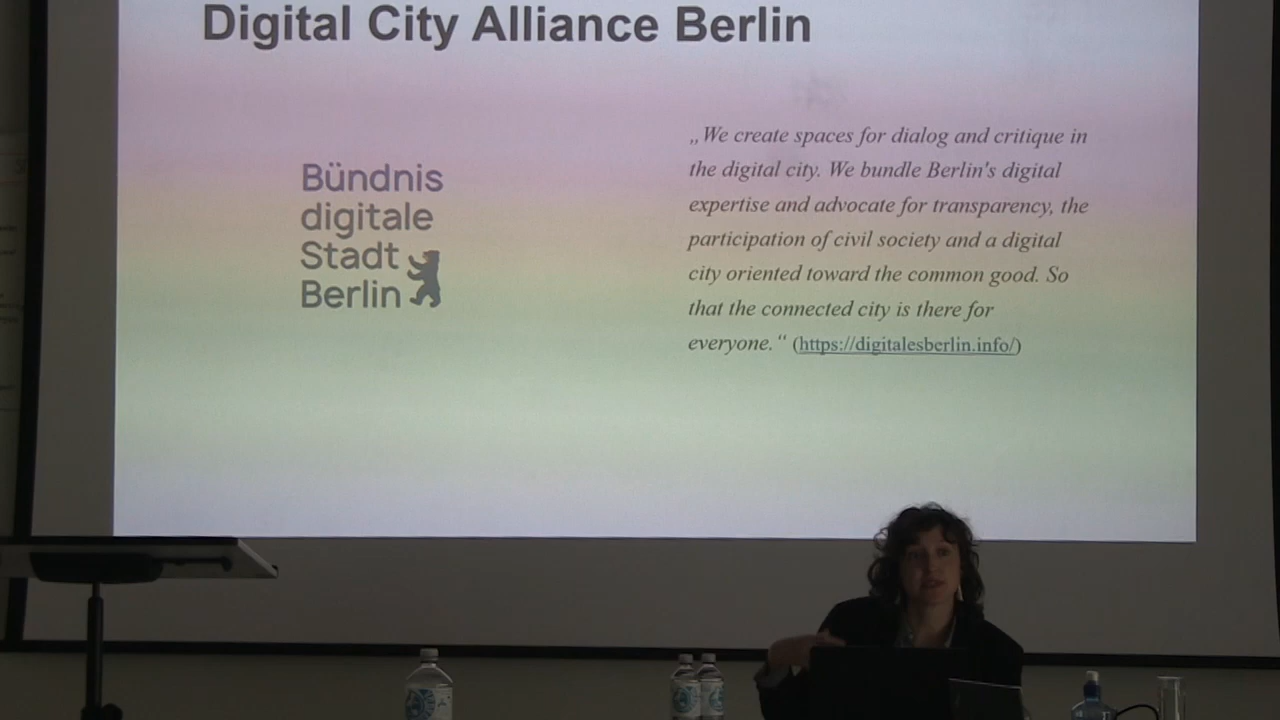 Digital City Alliance Berlin
Bündnis
digitale
Stadt
Berlin
„We create spaces for dialog and critique in
the digital city. We bundle Berlin's digital
expertise and advocate for transparency, the
participation of civil society and a digital
city oriented toward the common good. So
that the connected city is there for
everyone." (https://digitalesberlin.info/)